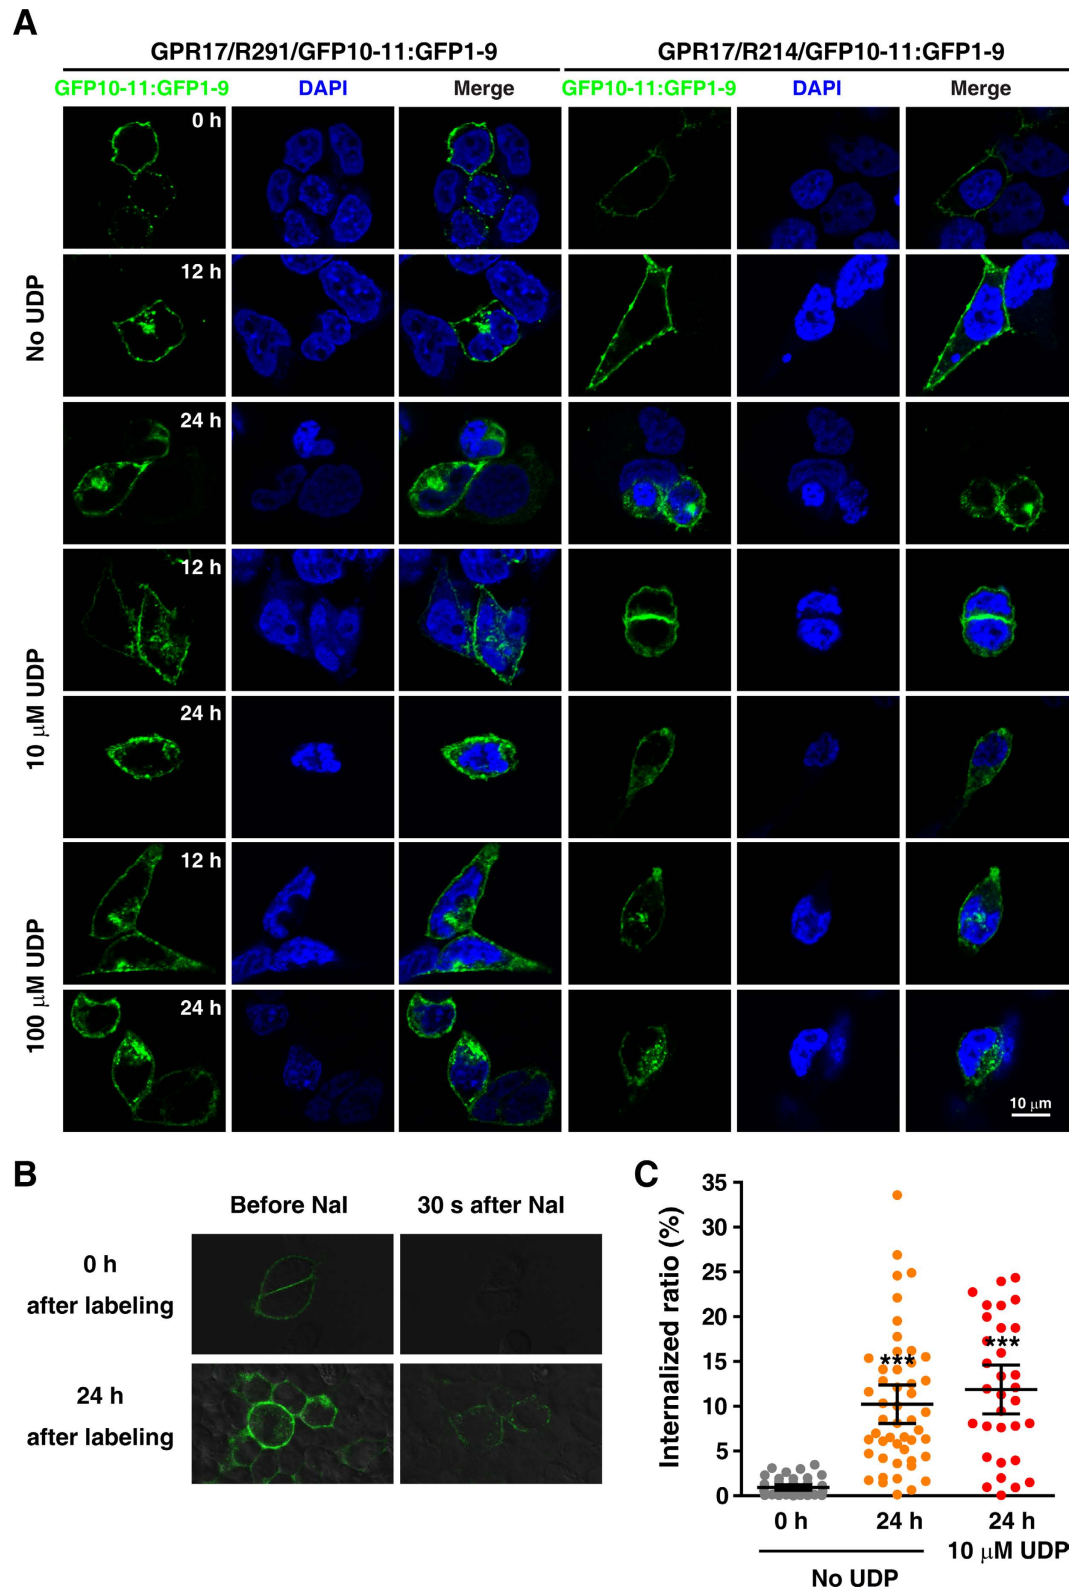 A
GPR17/R291/GFP10-11:GFP1-9
GPR17/R214/GFP10-11:GFP1-9
GFP10-11:GFP1-9
DAPI
Merge
GFP10-11:GFP1-9
DAPI
Merge
No UDP
0 h
12 h
24 h
10 μM UDP
12 h
24 h
100 μM UDP
12 h
24 h
10 μm
B
Before NaI
30 s after NaI
0 h
after labeling
24 h
after labeling
C
Internalized ratio (%)
35
30
25
20
15
10
5
0
***
***
0 h
24 h
24 h
10 μM UDP
No UDP